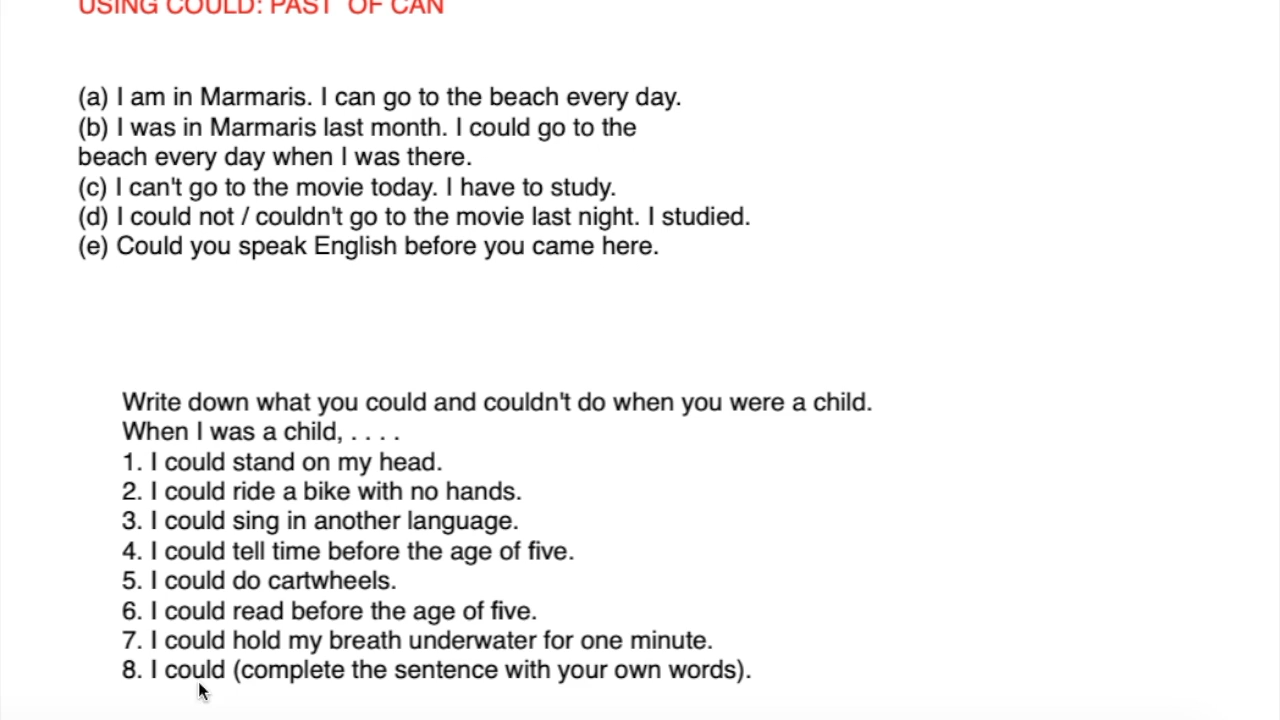 USING COULD: PAST OF CAN
(a) I am in Marmaris. I can go to the beach every day.
(b) I was in Marmaris last month. I could go to the
beach every day when I was there.
(c) I can't go to the movie today. I have to study.
(d) I could not / couldn't go to the movie last night. I studied.
(e) Could you speak English before you came here.
Write down what you could and couldn't do when you were a child.
When I was a child, . . . .
1. I could stand on my head.
2. I could ride a bike with no hands.
3. I could sing in another language.
4. I could tell time before the age of five.
5. I could do cartwheels.
6. I could read before the age of five.
7. I could hold my breath underwater for one minute.
8. I could (complete the sentence with your own words).